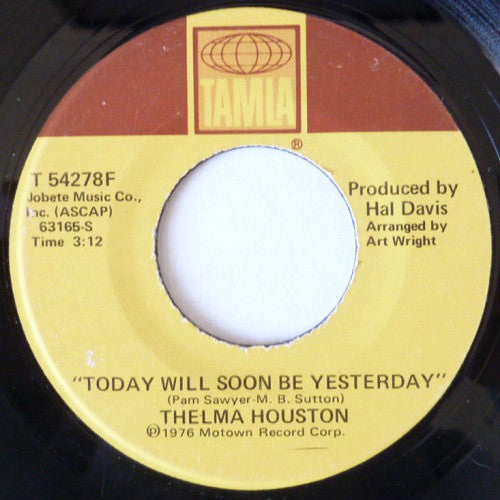 TAMLA
®
T 54278F
Jobete Music Co.,
Inc. (ASCAP)
63165-S
Time 3:12
Produced by
Hal Davis
Arranged by
Art Wright
"TODAY WILL SOON BE YESTERDAY"
(Pam Sawyer-M. B. Sutton)
THELMA HOUSTON
℗1976 Motown Record Corp.